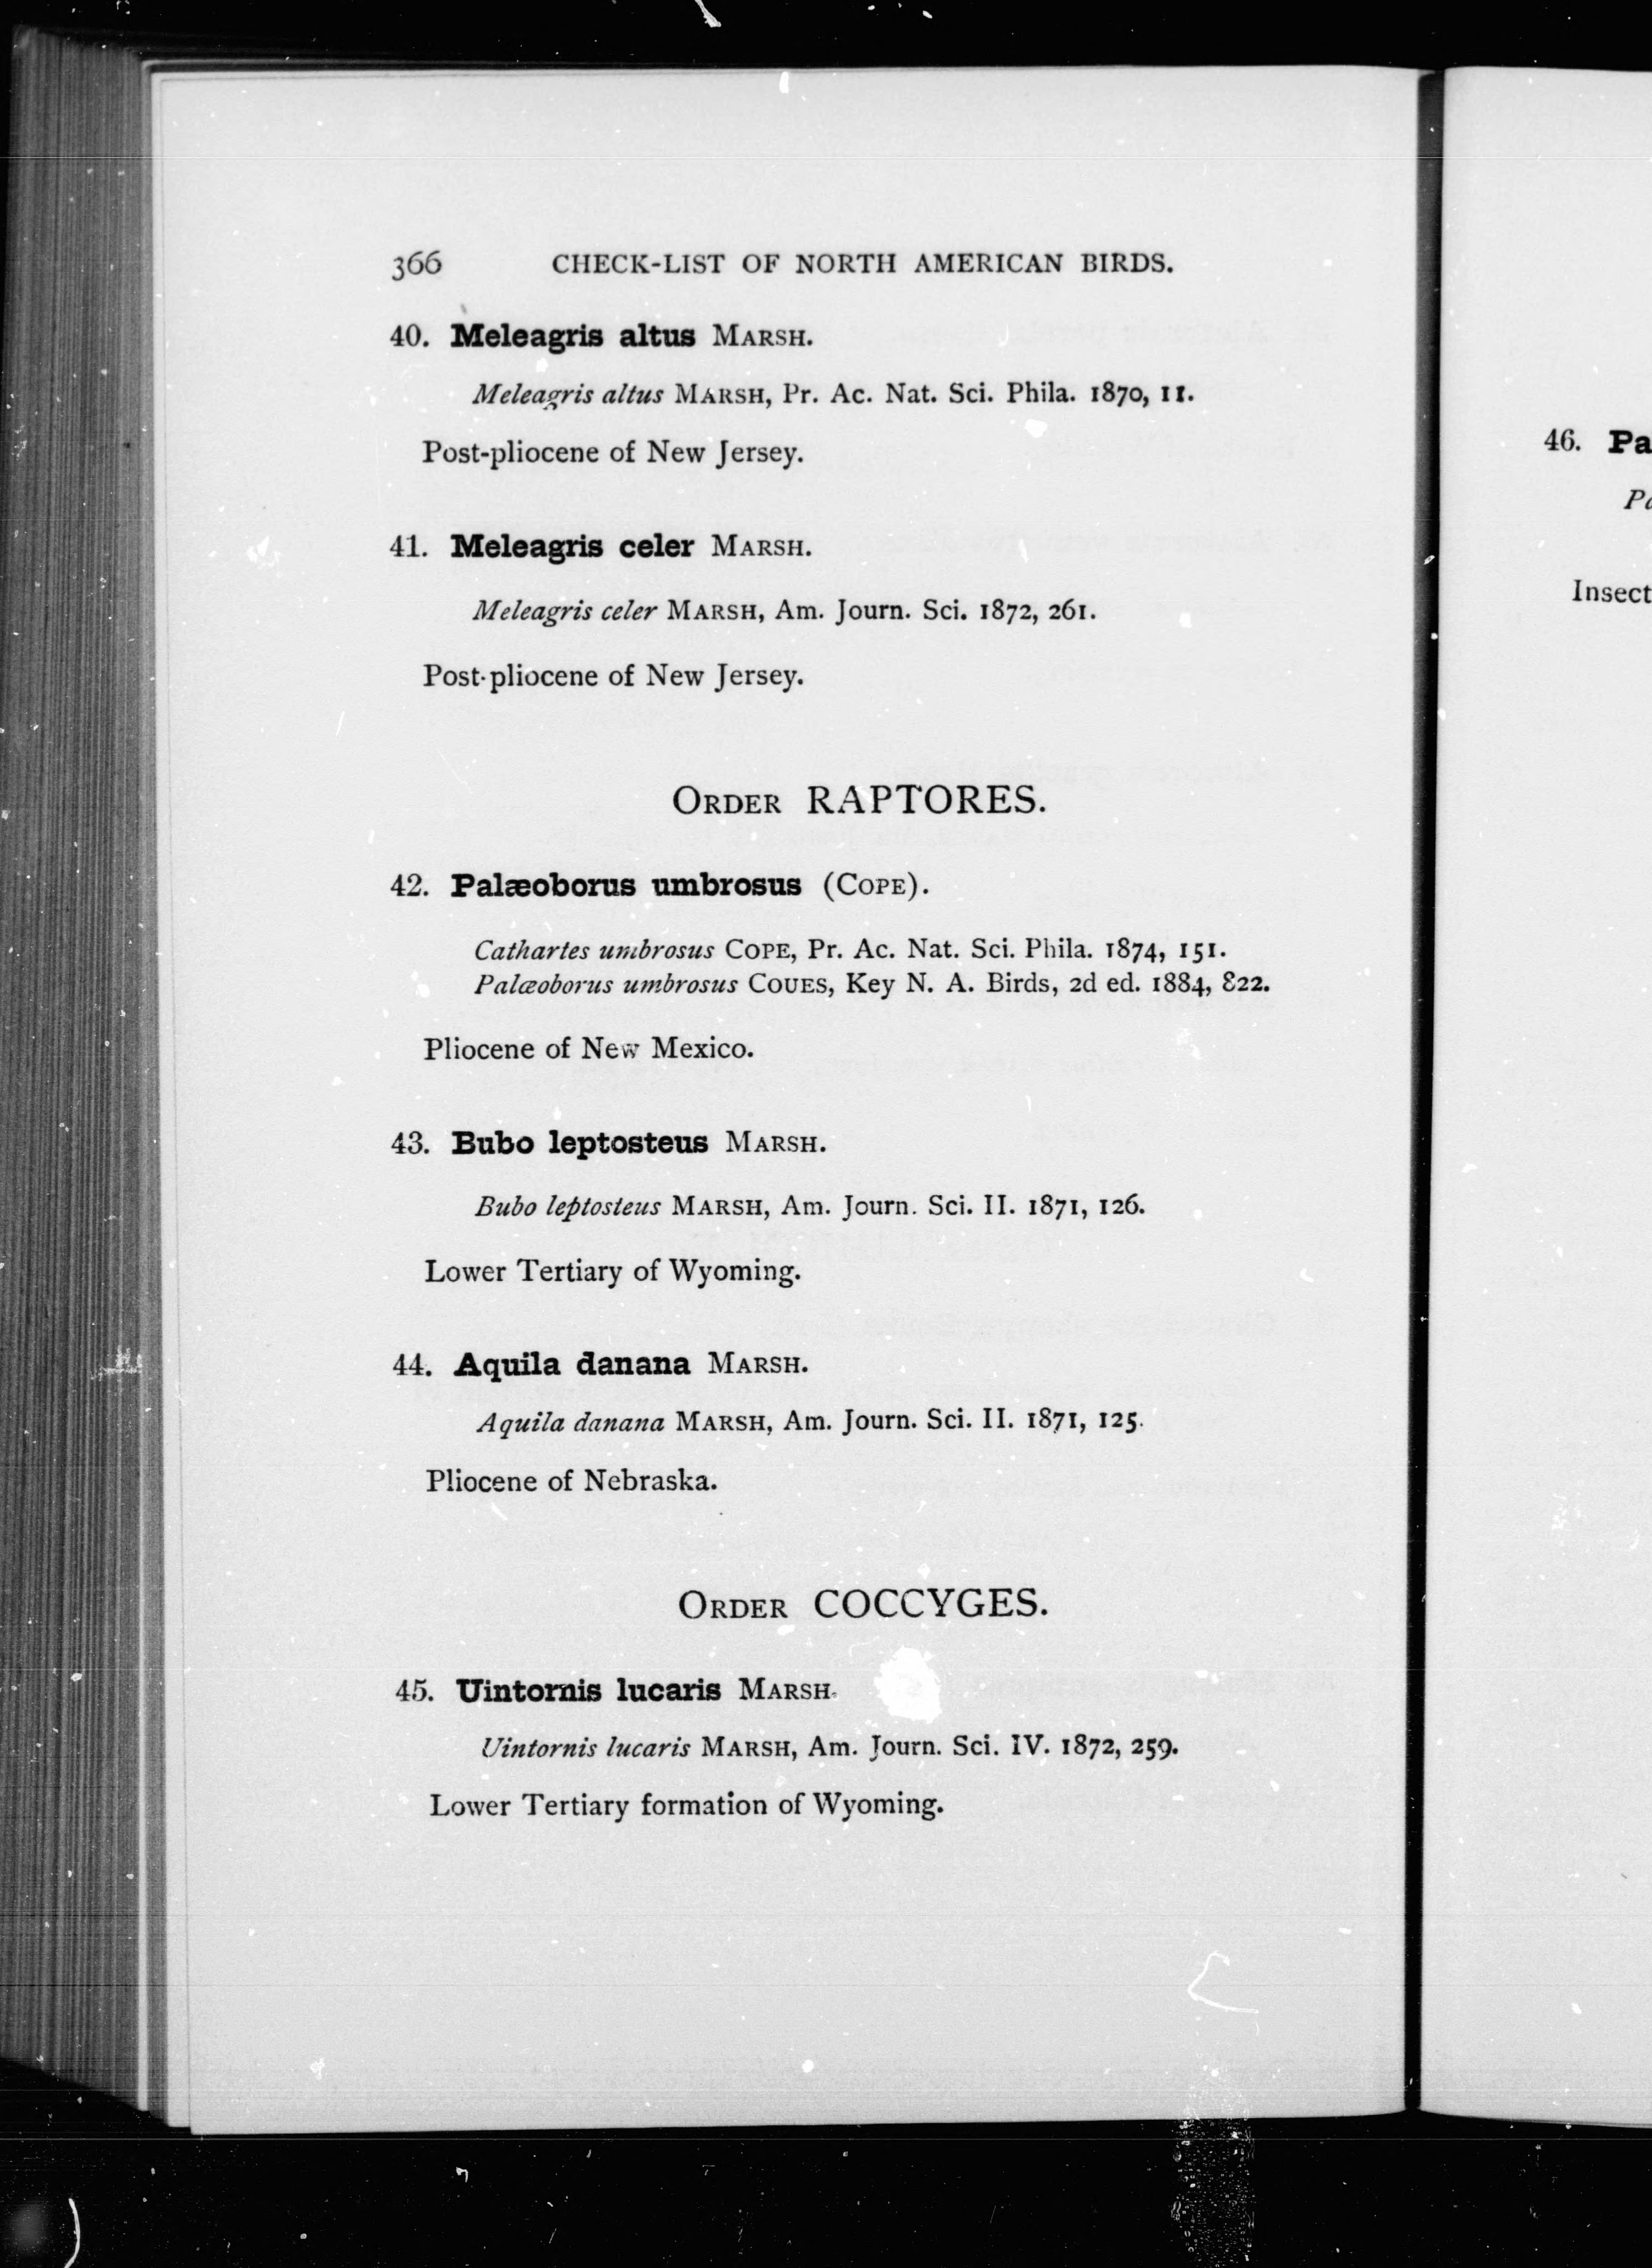 366 CHECK-LIST OF NORTH AMERICAN BIRDS.
40. Meleagris altus MARSH.
Meleagris altus MARSH, Pr. Ac. Nat. Sci. Phila. 1870, 11.
Post-pliocene of New Jersey.
41. Meleagris celer MARSH.
Meleagris celer MARSH, Am. Journ. Sci. 1872, 261.
Post-pliocene of New Jersey.
ORDER RAPTORES.
42. Palæoborus umbrosus (COPE).
Cathartes umbrosus COPE, Pr. Ac. Nat. Sci. Phila. 1874, 151.
Palæoborus umbrosus COUES, Key N. A. Birds, 2d ed. 1884, 822.
Pliocene of New Mexico.
43. Bubo leptosteus MARSH.
Bubo leptosteus MARSH, Am. Journ. Sci. II. 1871, 126.
Lower Tertiary of Wyoming.
44. Aquila danana MARSH.
Aquila danana MARSH, Am. Journ. Sci. II. 1871, 125.
Pliocene of Nebraska.
ORDER COCCYGES.
45. Uintornis lucaris MARSH.
Uintornis lucaris MARSH, Am. Journ. Sci. IV. 1872, 259.
Lower Tertiary formation of Wyoming.
46. Pa
Pa
Insect